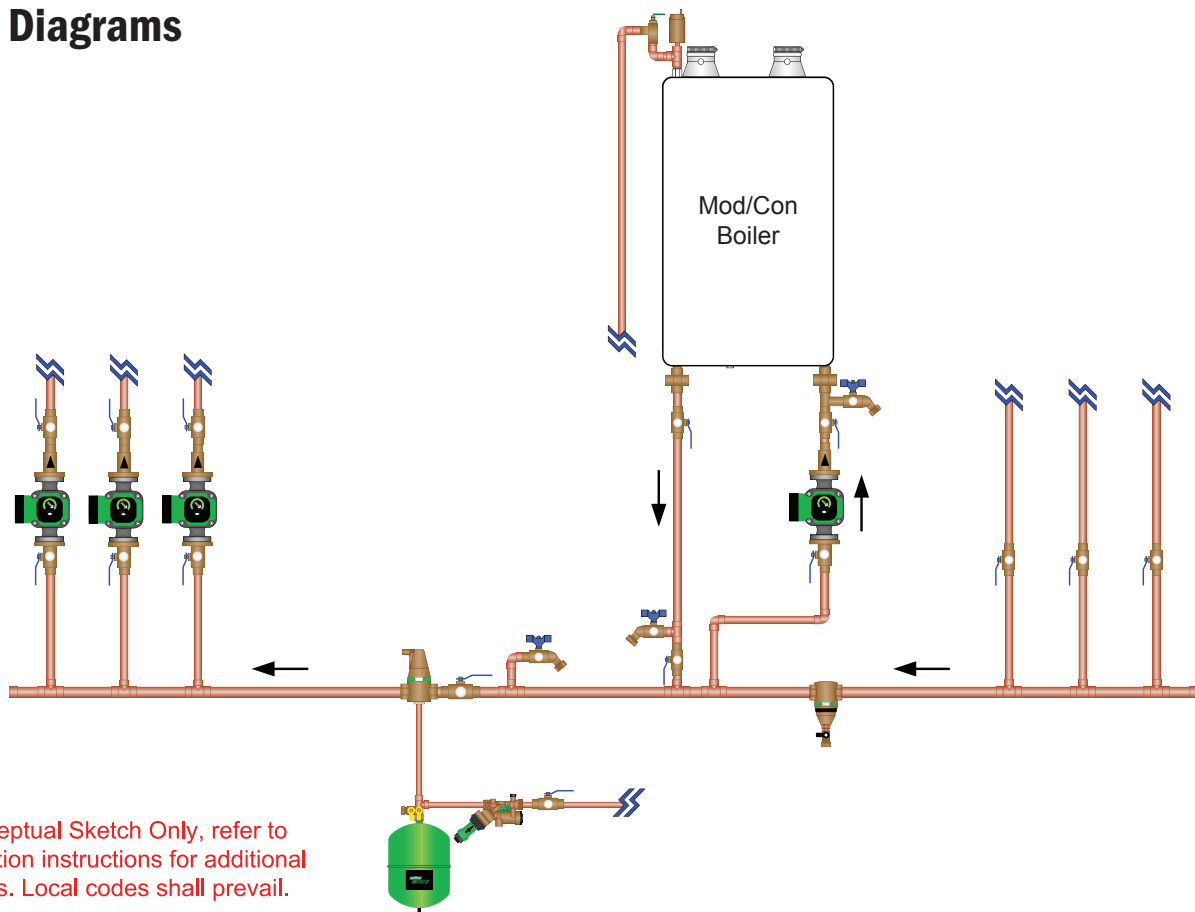 Diagrams
Mod/Con
Boiler
eptual Sketch Only, refer to
tion instructions for additional
s. Local codes shall prevail.